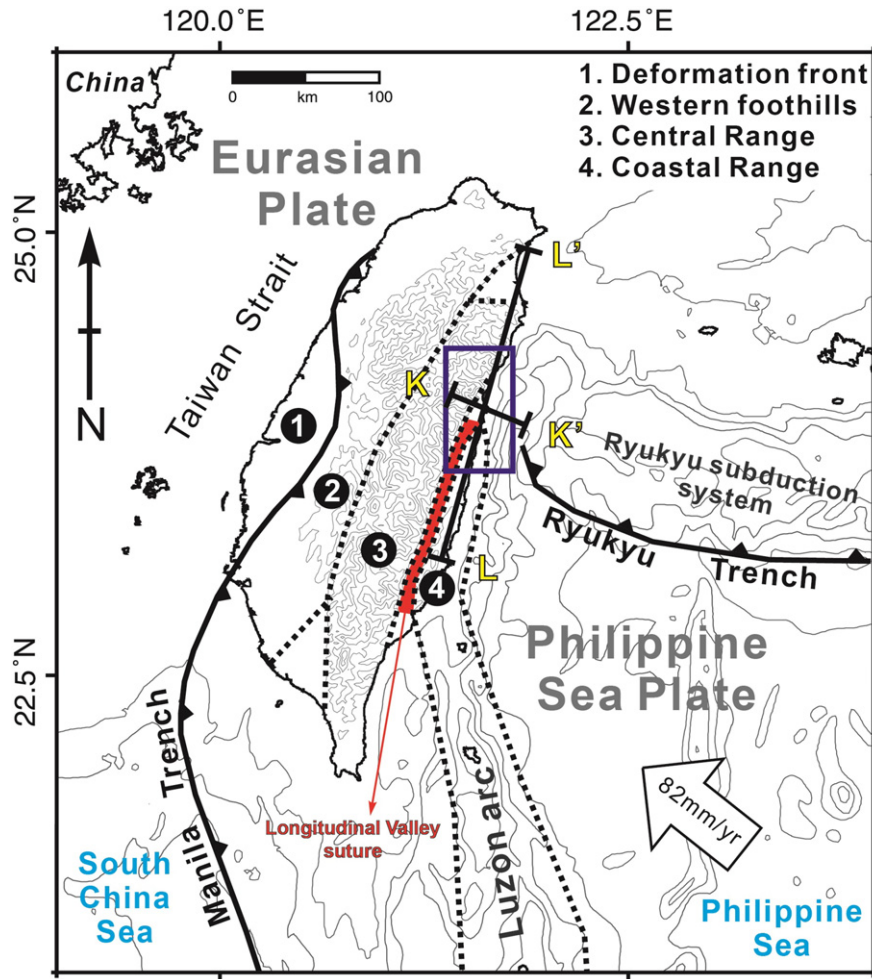 120.0°E
122.5°E
China
0
km
100
1. Deformation front
2. Western foothills
3. Central Range
4. Coastal Range
Eurasian
Plate
25.0°N
L'
Taiwan Strait
N
K
K'
1
2
3
4
L
Ryukyu subduction
system
Ryukyu
Trench
Philippine
Sea Plate
22.5°N
Manila
Trench
Longitudinal Valley
suture
Luzon arc
82mm/yr
South
China
Sea
Philippine
Sea